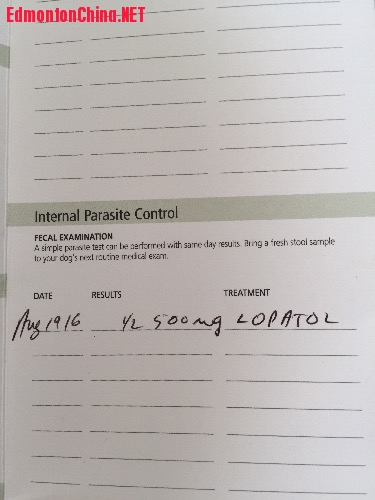 EdmontonChina.NET
Internal Parasite Control
FECAL EXAMINATION
A simple parasite test can be performed with same day results. Bring a fresh stool sample
to your dog's next routine medical exam.
DATE RESULTS TREATMENT
Aug 19/6 1/2 500mg LOPATOL